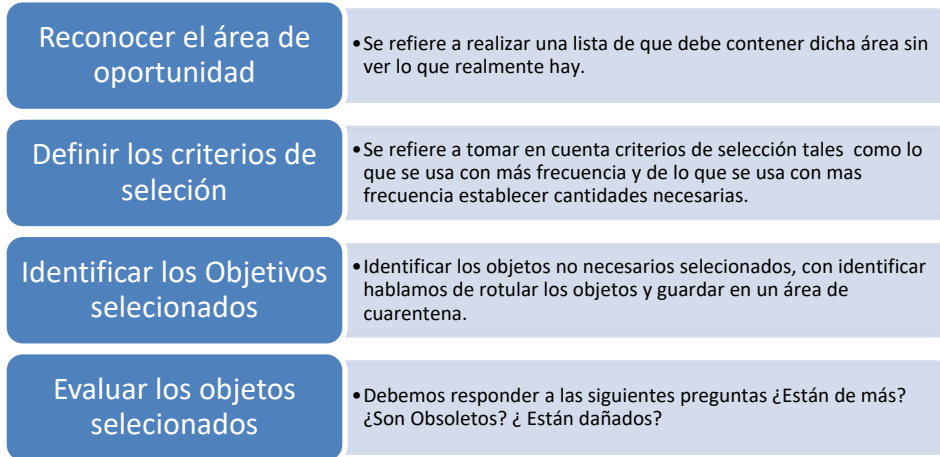 Reconocer el área de
oportunidad
•Se refiere a realizar una lista de que debe contener dicha área sin
ver lo que realmente hay.
Definir los criterios de
seleción
•Se refiere a tomar en cuenta criterios de selección tales  como lo
que se usa con más frecuencia y de lo que se usa con mas
frecuencia establecer cantidades necesarias.
Identificar los Objetivos
selecionados
•Identificar los objetos no necesarios selecionados, con identificar
hablamos de rotular los objetos y guardar en un área de
cuarentena.
Evaluar los objetos
selecionados
•Debemos responder a las siguientes preguntas ¿Están de más?
¿Son Obsoletos? ¿ Están dañados?